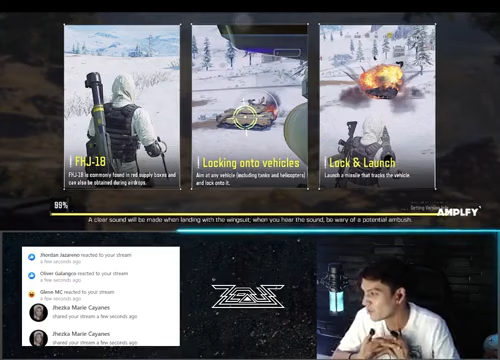 FHJ-18
FHJ-18 is commonly found in red supply boxes and
can also be obtained during airdrops.
Locking onto vehicles
Aim at any vehicle (including tanks and helicopters)
and lock onto it.
Lock & Launch
Launch a missile that tracks the vehicle.
99%
AMPLFY
A clear sound will be made when landing with the wingsuit; when you hear the sound, be wary of a potential ambush.
Jhordan Jazareno reacted to your stream
a few seconds ago
Oliver Galangco reacted to your stream
a few seconds ago
Glenn MC reacted to your stream
a few seconds ago
Jhezka Marie Cayanes
shared your stream a few seconds ago
Jhezka Marie Cayanes
shared your stream a few seconds ago